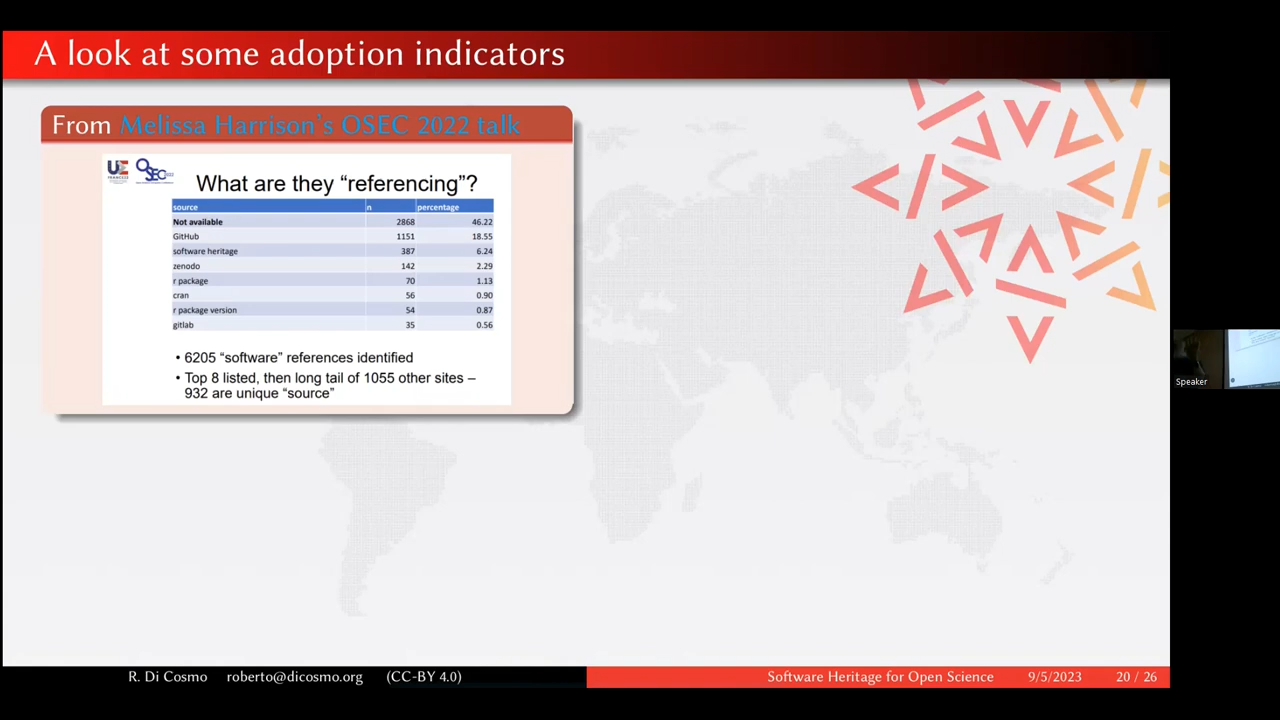 A look at some adoption indicators
From Melissa Harrison's OSEC 2022 talk
OSEC
What are they “referencing”?
source n percentage
Not available 2868 46.22
GitHub 1151 18.55
software heritage 387 6.24
zenodo 142 2.29
r package 70 1.13
cran 56 0.90
r package version 54 0.87
gitlab 35 0.56
• 6205 “software” references identified
• Top 8 listed, then long tail of 1055 other sites –
932 are unique “source”
Speaker
R. Di Cosmo roberto@dicosmo.org (CC-BY 4.0) Software Heritage for Open Science 9/5/2023 20 / 26